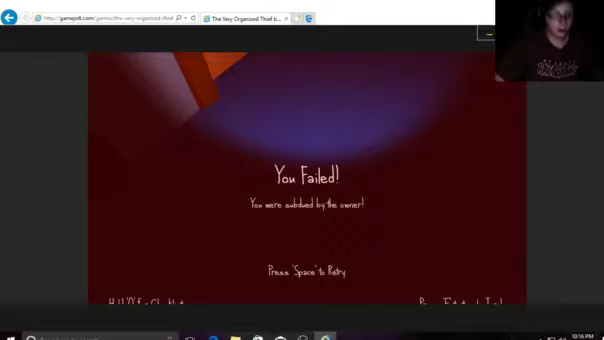 http://gamejolt.com/games/the-very-organized-thief
The Very Organized Thief b...
You Failed!
You were subdued by the owner!
Press 'Space' to Retry
10:16 PM